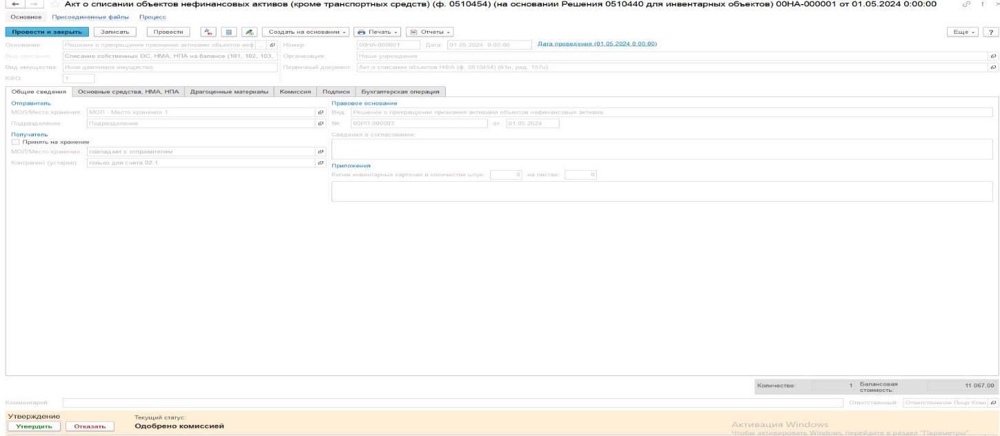 Акт о списании объектов нефинансовых активов (кроме транспортных средств) (ф. 0510454) (на основании Решения 0510440 для инвентарных объектов) 00НА-000001 от 01.05.2024 0:00:00
Основное Присоединенные файлы Процесс
Провести и закрыть Записать Провести Дт Кт Создать на основании Печать Отчеты Еще ?
Основание: Решение о прекращении признания активами объектов неф ... Номер: 00НА-000001 Дата: 01.05.2024 0:00:00 Дата проведения (01.05.2024 0:00:00)
Вид списания: Списание собственных ОС, НМА, НПА на балансе (101, 102, 103, Организация: Наше учреждение
Вид имущества: Иное движимое имущество Первичный документ: Акт о списании объектов НФА (ф. 0510454) (61н, ред. 157н)
КФО: 1
Общие сведения Основные средства, НМА, НПА Драгоценные материалы Комиссия Подписи Бухгалтерская операция
Отправитель Правовое основание
МОЛ/Место хранения: МОЛ - Место хранения 1 Вид: Решение о прекращении признания активами объектов нефинансовых активов
Подразделение: Подразделение №: 00РП-000003 от: 01.05.2024
Получатель Сведения о согласовании:
Принять на хранение
МОЛ/Место хранения: совпадает с отправителем
Контрагент (устарел): только для счета 02.1 Приложения
Копии инвентарных карточек в количестве штук: 0 на листах: 0
Количество: 1 Балансовая стоимость: 11 067,00
Комментарий: Ответственный: Ответственное Лицо Коми
Утверждение Текущий статус:
Утвердить Отказать Одобрено комиссией
Активация Windows
Чтобы активировать Windows, перейдите в раздел "Параметры".